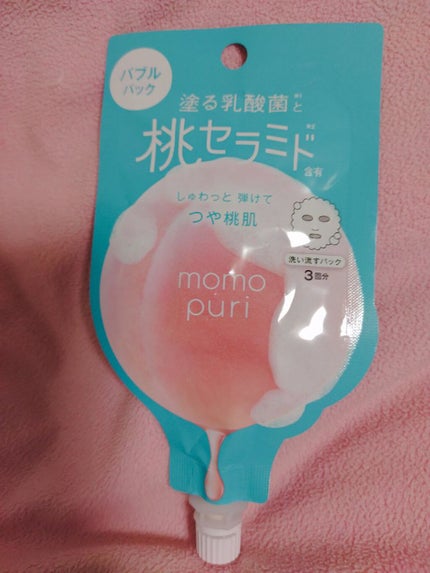 バブル
パック
塗る乳酸菌※1と
桃セラミド※2
含有
しゅわっと 弾けて
つや桃肌
momo
puri
洗い流すパック
3回分